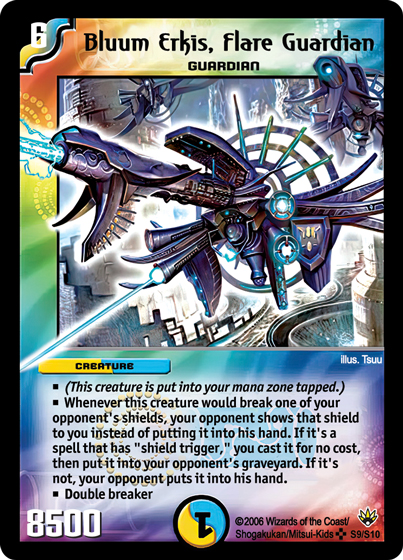 6
Bluum Erkis, Flare Guardian
GUARDIAN
illus. Tsuu
CREATURE
▪ (This creature is put into your mana zone tapped.)
▪ Whenever this creature would break one of your
opponent's shields, your opponent shows that shield
to you instead of putting it into his hand. If it's a
spell that has "shield trigger," you cast it for no cost,
then put it into your opponent's graveyard. If it's
not, your opponent puts it into his hand.
▪ Double breaker
8500
1
©2006 Wizards of the Coast/
Shogakukan/Mitsui-Kids ❖ S9/S10